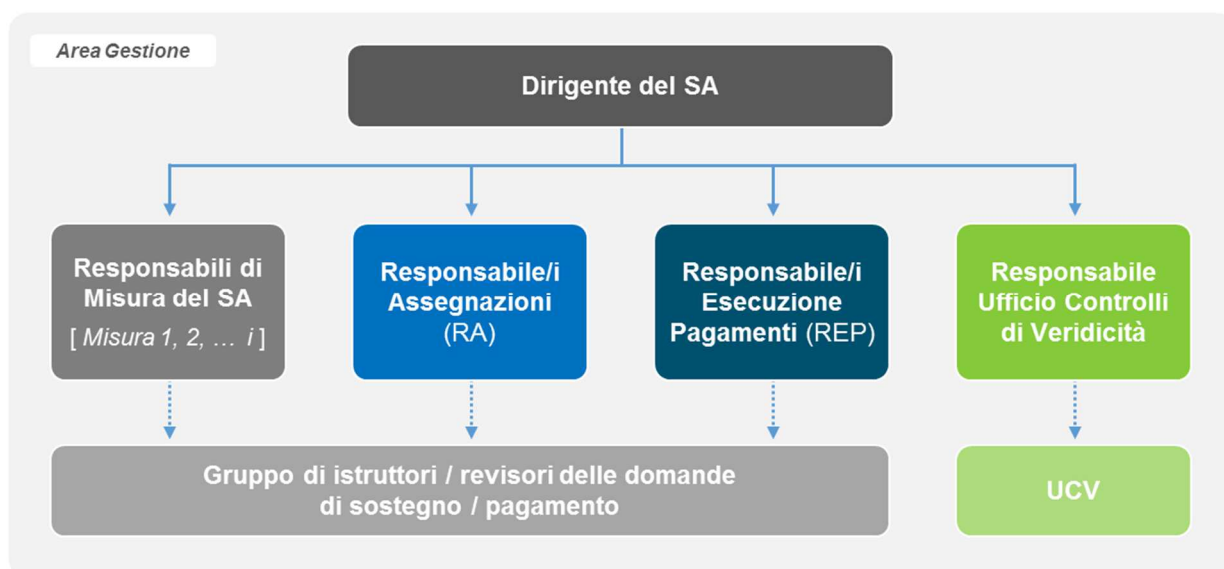 Area Gestione
Dirigente del SA
Responsabili di
Misura del SA
[ Misura 1, 2, … i ]
Responsabile/i
Assegnazioni
(RA)
Responsabile/i
Esecuzione
Pagamenti (REP)
Responsabile
Ufficio Controlli
di Veridicità
Gruppo di istruttori / revisori delle domande
di sostegno / pagamento
UCV